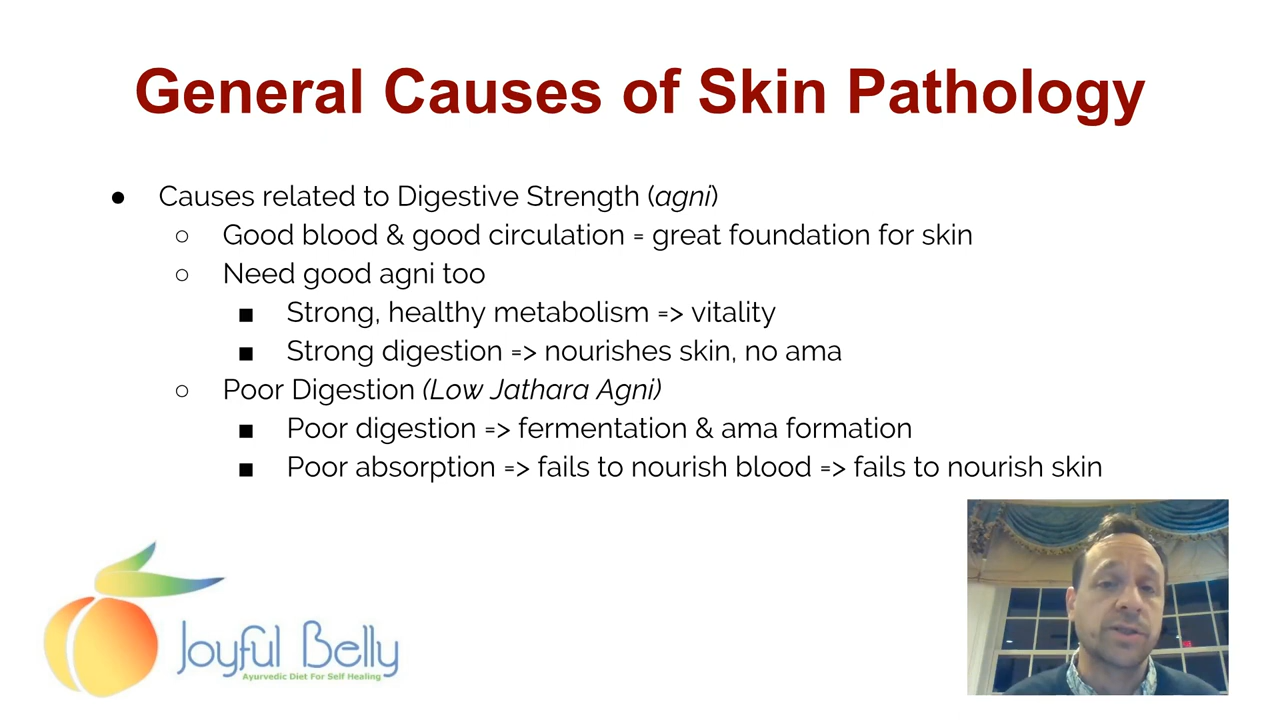 General Causes of Skin Pathology
● Causes related to Digestive Strength (agni)
○ Good blood & good circulation = great foundation for skin
○ Need good agni too
■ Strong, healthy metabolism => vitality
■ Strong digestion => nourishes skin, no ama
○ Poor Digestion (Low Jathara Agni)
■ Poor digestion => fermentation & ama formation
■ Poor absorption => fails to nourish blood => fails to nourish skin
Joyful Belly
Ayurvedic Diet For Self Healing